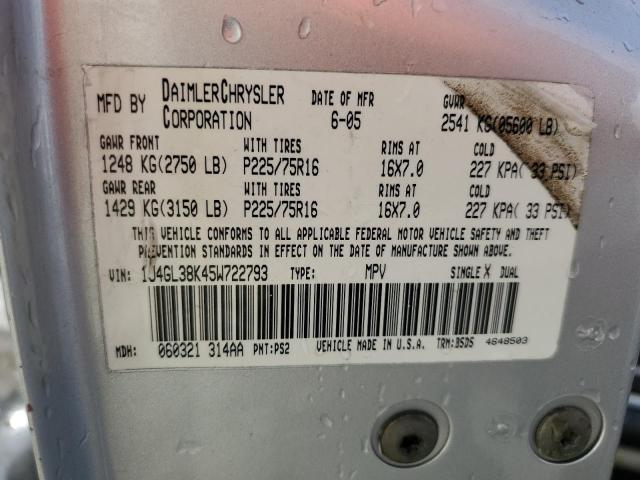 MFD BY DAIMLERCHRYSLER CORPORATION DATE OF MFR 6-05 GVWR 2541 KG(05600 LB)
GAWR FRONT WITH TIRES RIMS AT COLD
1248 KG(2750 LB) P225/75R16 16X7.0 227 KPA( 33 PSI)
GAWR REAR WITH TIRES RIMS AT COLD
1429 KG(3150 LB) P225/75R16 16X7.0 227 KPA( 33 PSI)
THIS VEHICLE CONFORMS TO ALL APPLICABLE FEDERAL MOTOR VEHICLE SAFETY AND THEFT
PREVENTION STANDARDS IN EFFECT ON THE DATE OF MANUFACTURE SHOWN ABOVE.
VIN: 1J4GL38K45W722793 TYPE: MPV SINGLE X DUAL
MDH: 060321 314AA PNT:PS2 VEHICLE MADE IN U.S.A. TRM:DSDS 4648503